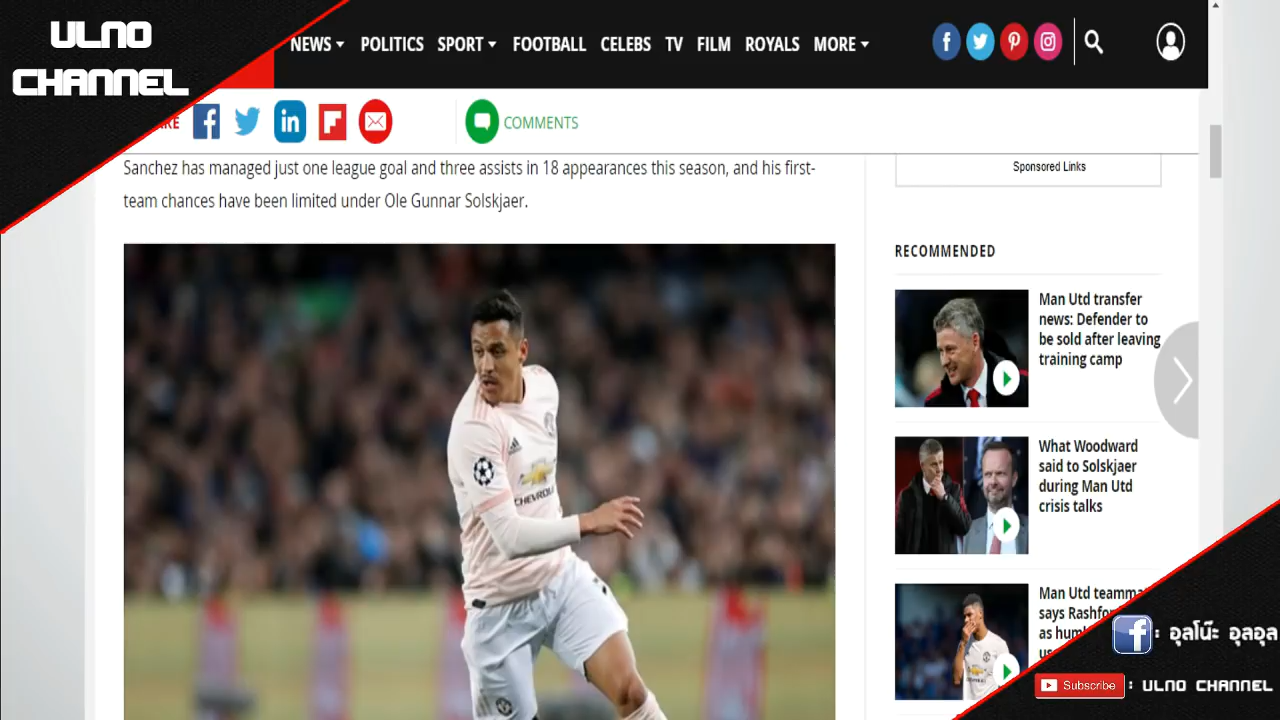 ULNO
CHANNEL
NEWS
POLITICS
SPORT
FOOTBALL
CELEBS
TV
FILM
ROYALS
MORE
COMMENTS
Sanchez has managed just one league goal and three assists in 18 appearances this season, and his first-
team chances have been limited under Ole Gunnar Solskjaer.
CHEVROLET
Sponsored Links
RECOMMENDED
Man Utd transfer
news: Defender to
be sold after leaving
training camp
What Woodward
said to Solskjaer
during Man Utd
crisis talks
Man Utd
says
as
: อุลโน๊ะ อุลอุล
Subscribe : ULNO CHANNEL